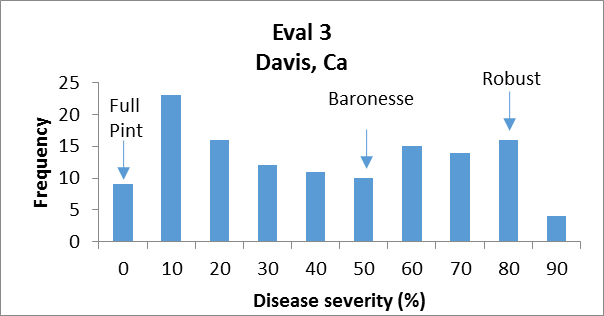 Eval 3
Davis, Ca
Full
Pint
Baronesse
Robust
Frequency
25
20
15
10
5
0
0 10 20 30 40 50 60 70 80 90
Disease severity (%)